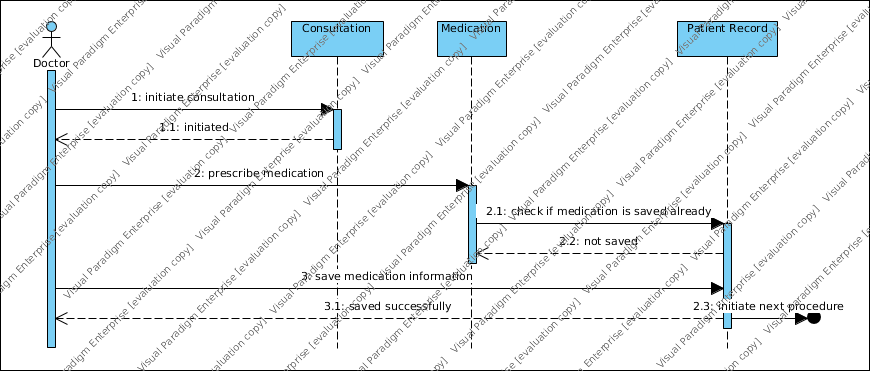 Consultation
Medication
Patient Record
Doctor
1: initiate consultation
1.1: initiated
2: prescribe medication
2.1: check if medication is saved already
2.2: not saved
3: save medication information
3.1: saved successfully
2.3: initiate next procedure
Visual Paradigm Enterprise [evaluation copy]